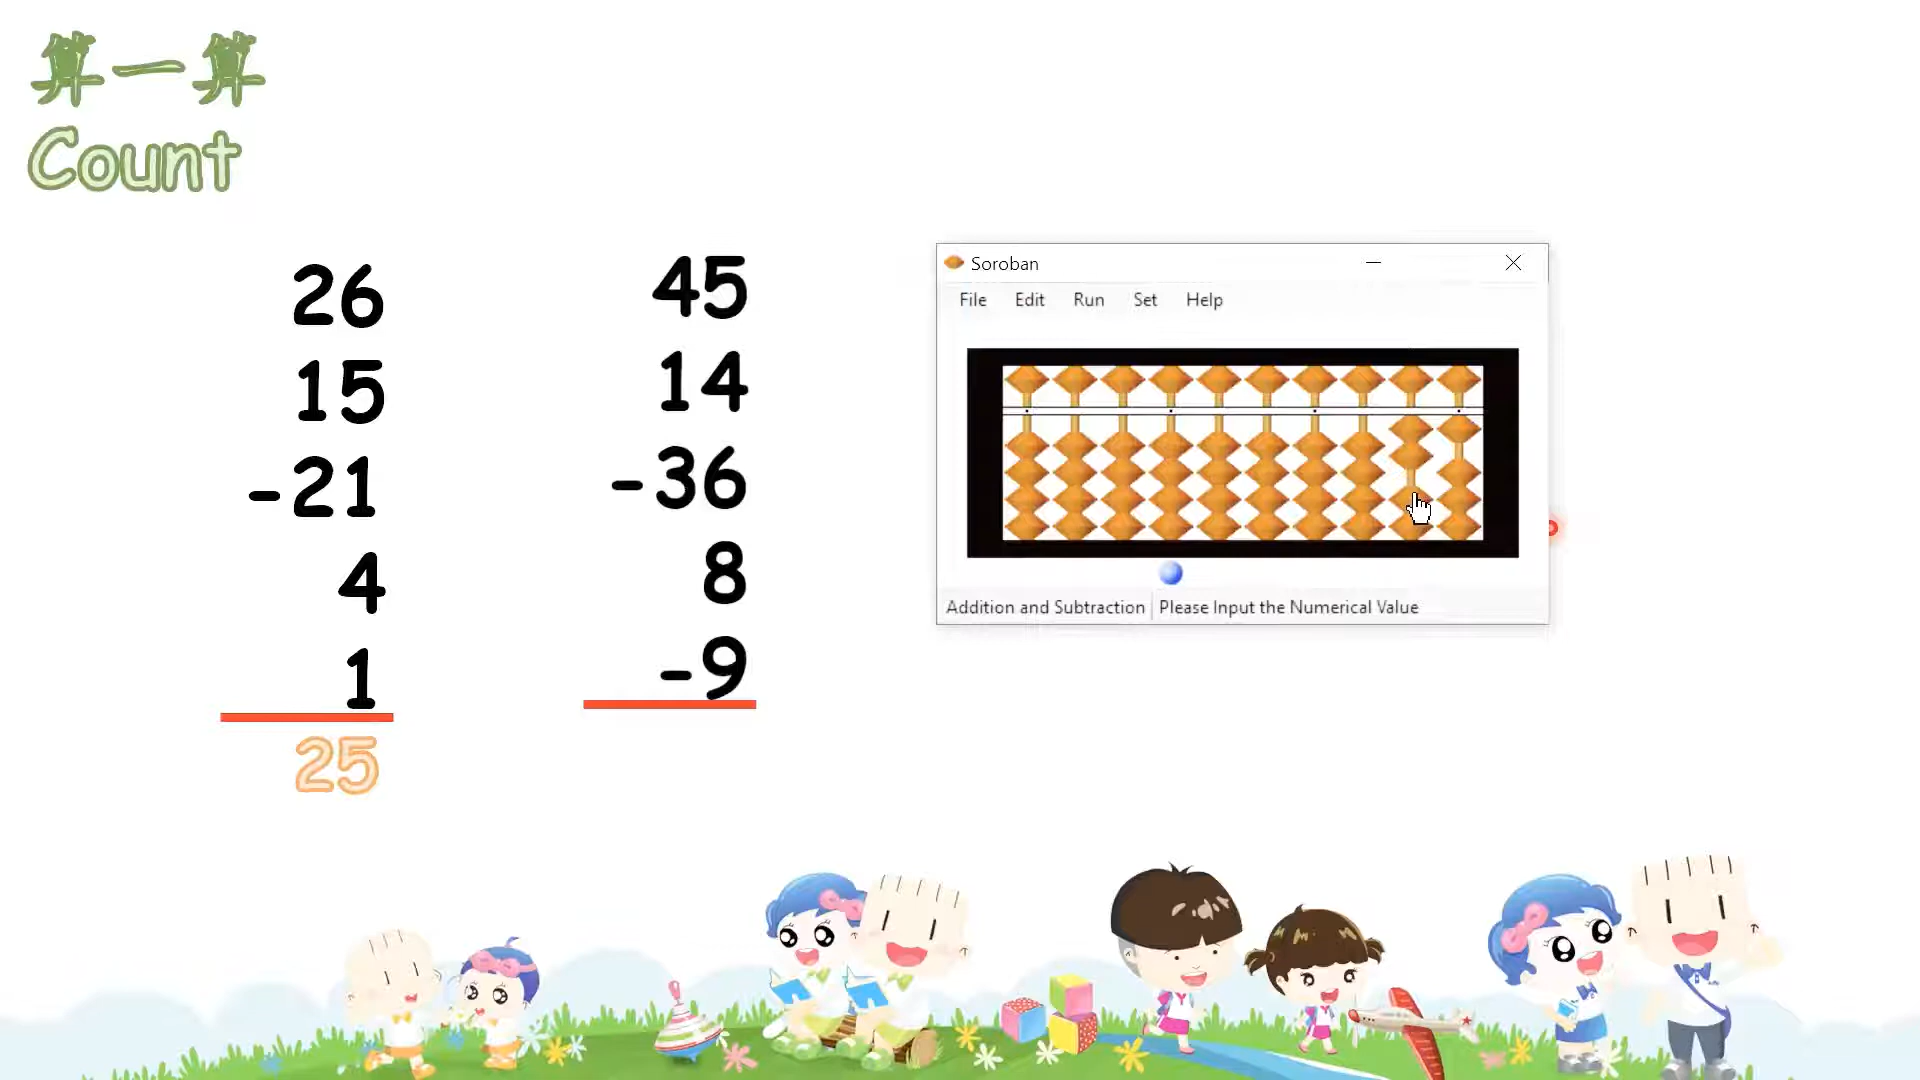 算一算
Count
26
15
-21
4
1
25
45
14
-36
8
-9
Soroban
File Edit Run Set Help
Addition and Subtraction Please Input the Numerical Value